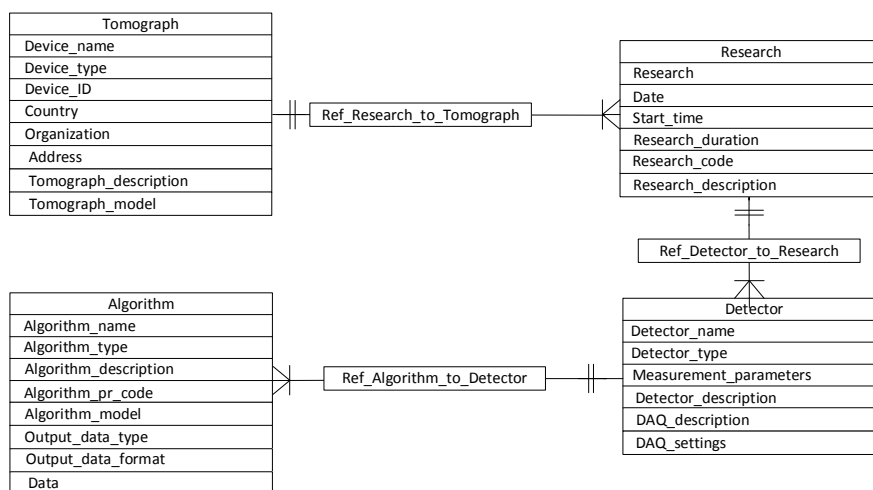 Tomograph
Device_name
Device_type
Device_ID
Country
Organization
Address
Tomograph_description
Tomograph_model
Ref_Research_to_Tomograph
Research
Research
Date
Start_time
Research_duration
Research_code
Research_description
Ref_Detector_to_Research
Algorithm
Algorithm_name
Algorithm_type
Algorithm_description
Algorithm_pr_code
Algorithm_model
Output_data_type
Output_data_format
Data
Ref_Algorithm_to_Detector
Detector
Detector_name
Detector_type
Measurement_parameters
Detector_description
DAQ_description
DAQ_settings